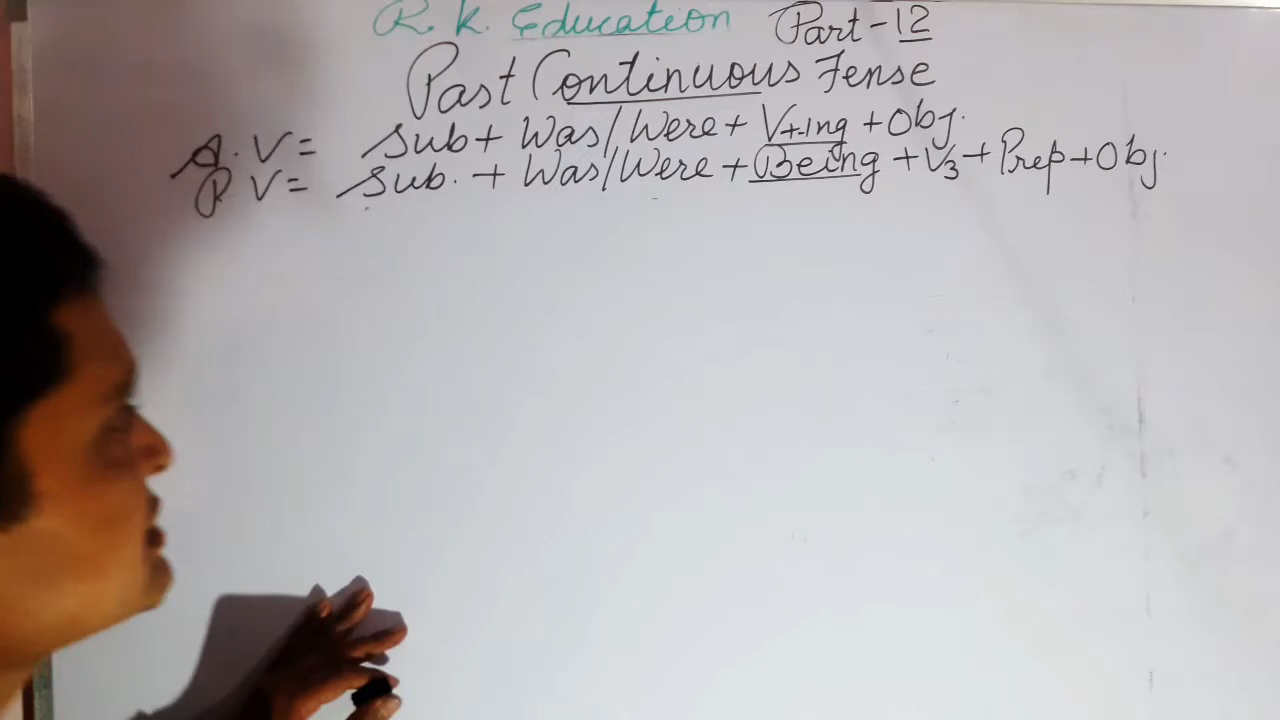 R. K. Education Part-12
Past Continuous Tense
A. V = Sub + Was/Were + V+ing + Obj.
P. V = Sub. + Was/Were + Being + V3 + Prep + Obj.